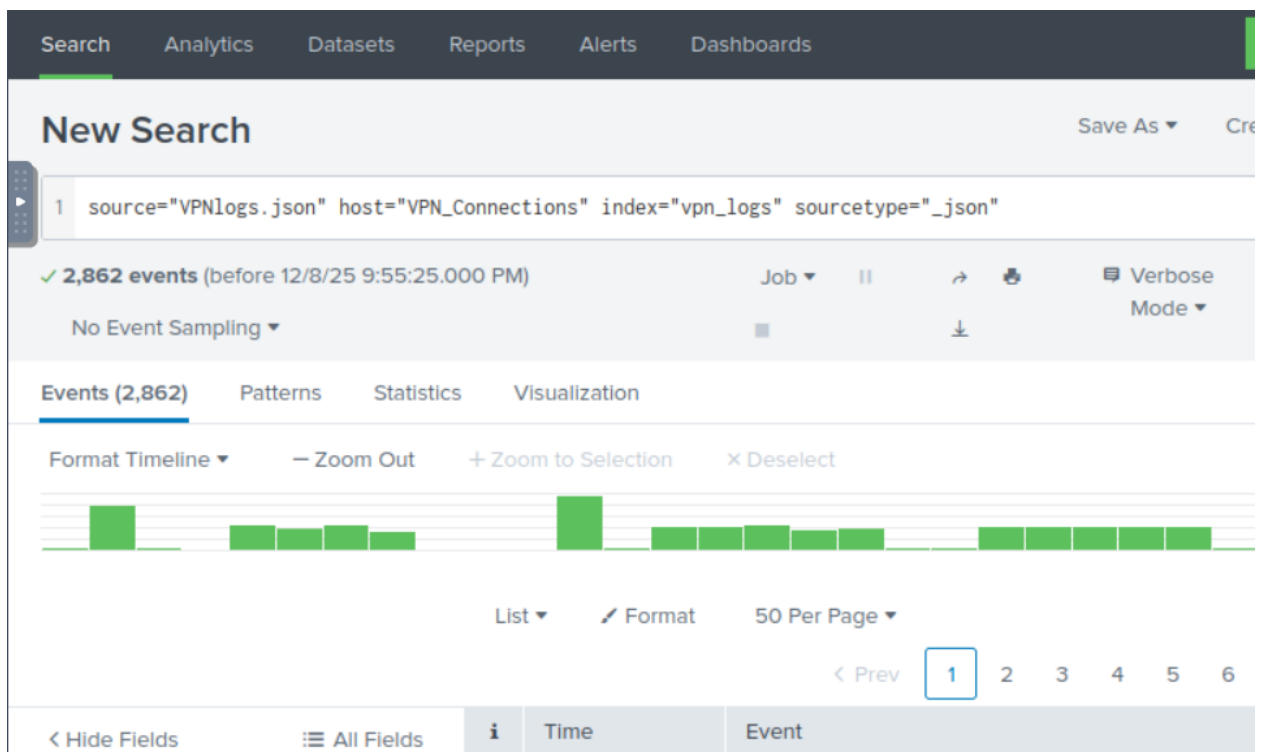 Search Analytics Datasets Reports Alerts Dashboards
New Search
Save As ▾ Cre
1 source="VPNlogs.json" host="VPN_Connections" index="vpn_logs" sourcetype="_json"
✓ 2,862 events (before 12/8/25 9:55:25.000 PM)
Job ▾
Verbose
Mode ▾
No Event Sampling ▾
Events (2,862) Patterns Statistics Visualization
Format Timeline ▾ — Zoom Out + Zoom to Selection × Deselect
List ▾ Format 50 Per Page ▾
< Prev 1 2 3 4 5 6
< Hide Fields All Fields i Time Event